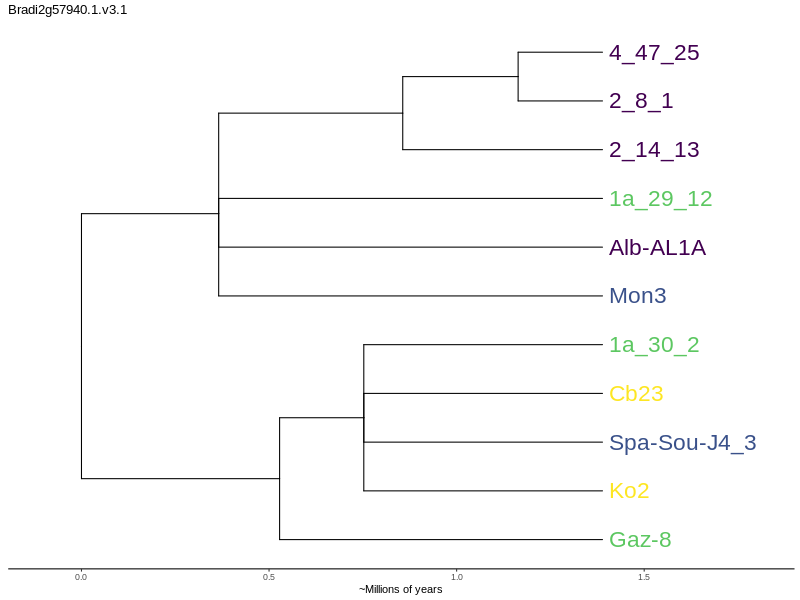 Bradi2g57940.1.v3.1
4_47_25
2_8_1
2_14_13
1a_29_12
Alb-AL1A
Mon3
1a_30_2
Cb23
Spa-Sou-J4_3
Ko2
Gaz-8
0.0 0.5 1.0 1.5
~Millions of years